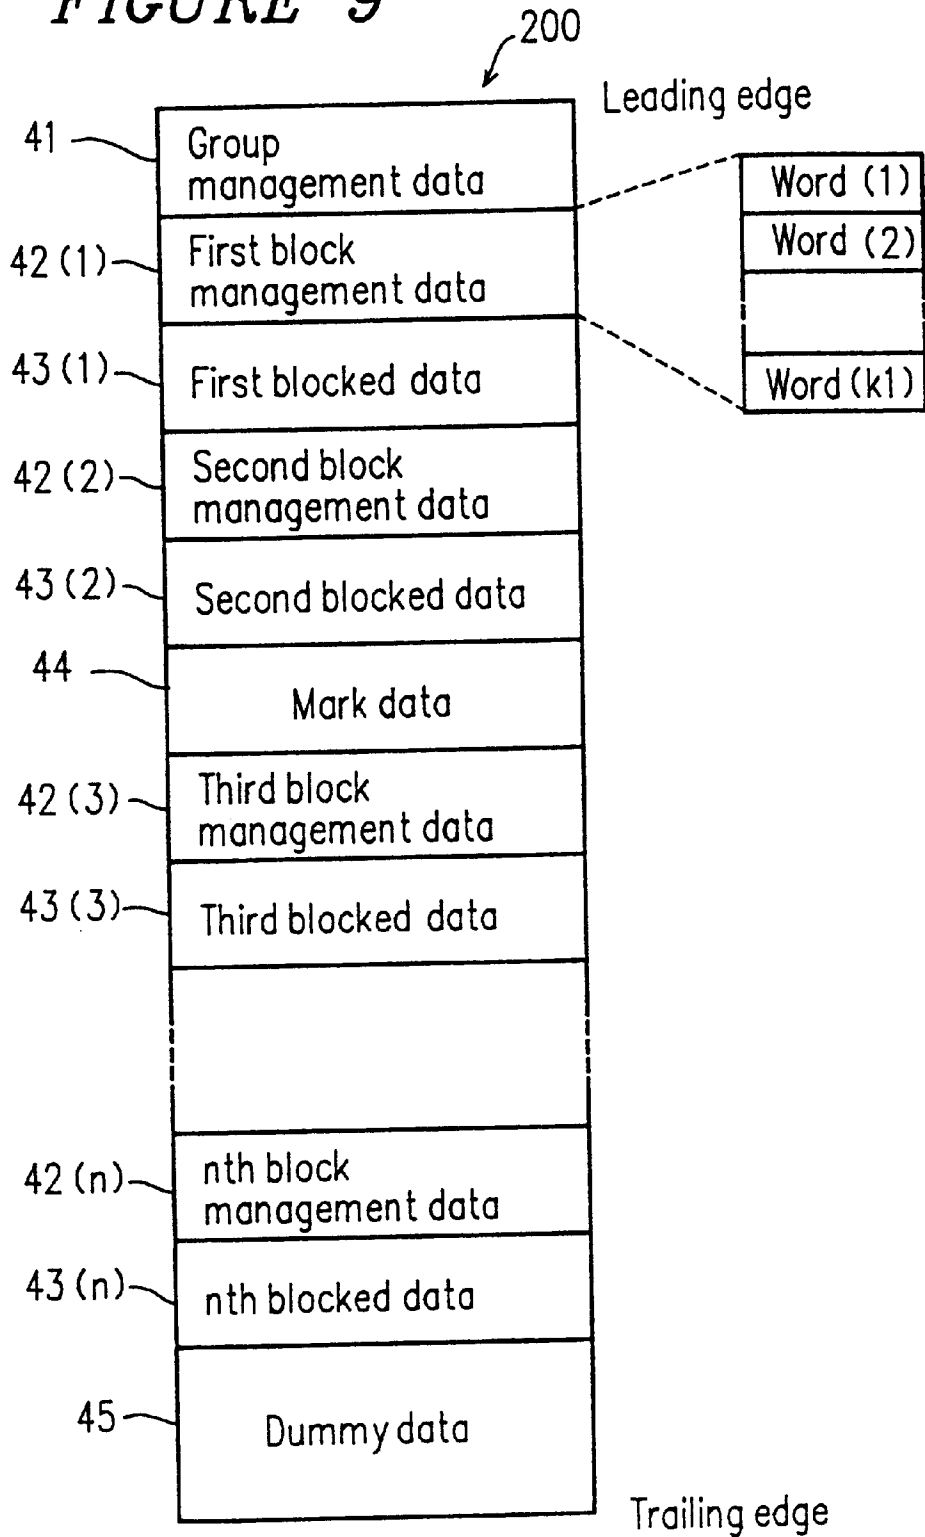 FIGURE 9
200
Leading edge
41
Group
management data
Word (1)
Word (2)
Word (k1)
42 (1)
First block
management data
43 (1)
First blocked data
42 (2)
Second block
management data
43 (2)
Second blocked data
44
Mark data
42 (3)
Third block
management data
43 (3)
Third blocked data
42 (n)
nth block
management data
43 (n)
nth blocked data
45
Dummy data
Trailing edge